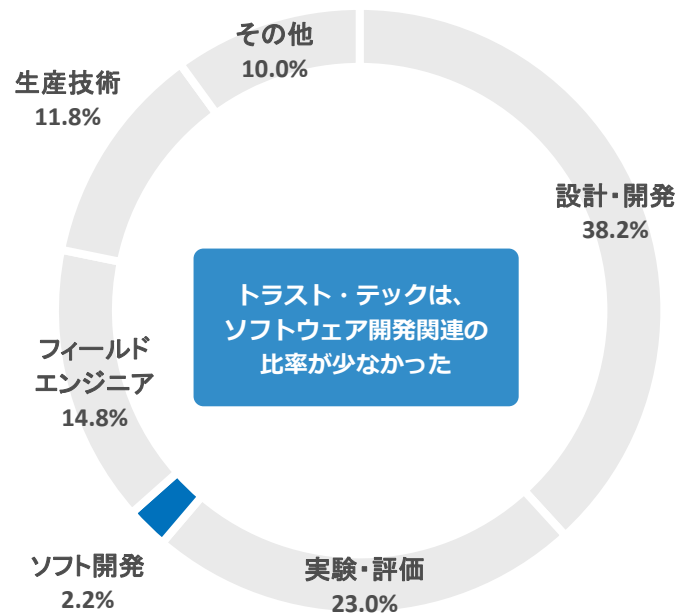 その他
10.0%
生産技術
11.8%
設計・開発
38.2%
トラスト・テックは、
ソフトウェア開発関連の
比率が少なかった
フィールド
エンジニア
14.8%
ソフト開発
2.2%
実験・評価
23.0%